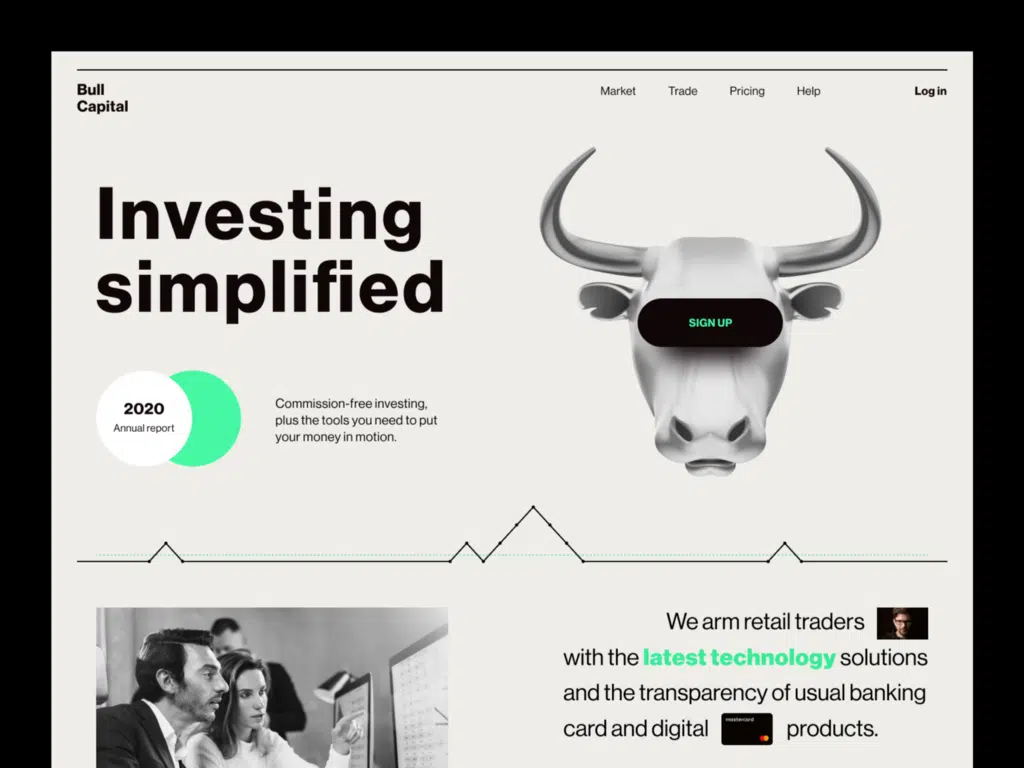 Bull
Capital
Market
Trade
Pricing
Help
Log in
Investing
simplified
SIGN UP
2020
Annual report
Commission-free investing,
plus the tools you need to put
your money in motion.
We arm retail traders
with the latest technology solutions
and the transparency of usual banking
card and digital products.
mastercard